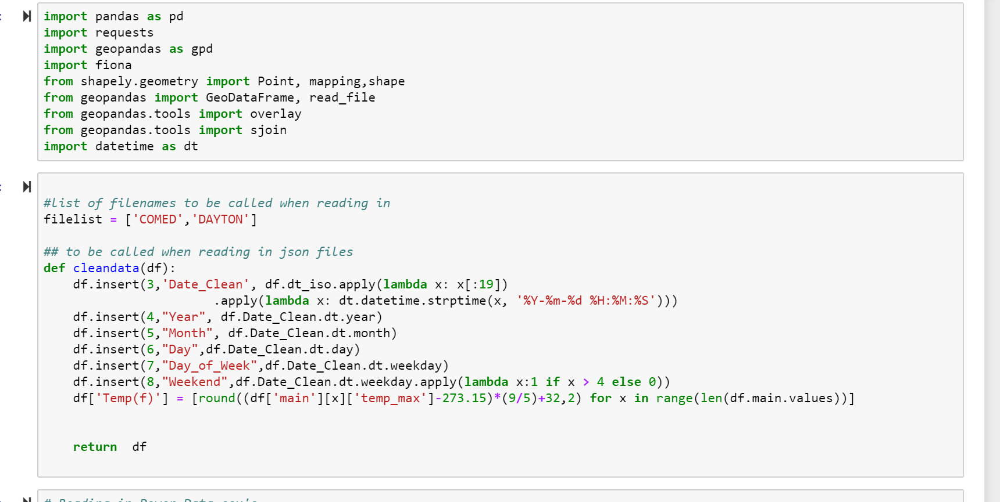 import pandas as pd
import requests
import geopandas as gpd
import fiona
from shapely.geometry import Point, mapping,shape
from geopandas import GeoDataFrame, read_file
from geopandas.tools import overlay
from geopandas.tools import sjoin
import datetime as dt
#list of filenames to be called when reading in
filelist = ['COMED','DAYTON']
## to be called when reading in json files
def cleandata(df):
    df.insert(3,'Date_Clean', df.dt_iso.apply(lambda x: x[:19])
                       .apply(lambda x: dt.datetime.strptime(x, '%Y-%m-%d %H:%M:%S')))
    df.insert(4,"Year", df.Date_Clean.dt.year)
    df.insert(5,"Month", df.Date_Clean.dt.month)
    df.insert(6,"Day",df.Date_Clean.dt.day)
    df.insert(7,"Day_of_Week",df.Date_Clean.dt.weekday)
    df.insert(8,"Weekend",df.Date_Clean.dt.weekday.apply(lambda x:1 if x > 4 else 0))
    df['Temp(f)'] = [round((df['main'][x]['temp_max']-273.15)*(9/5)+32,2) for x in range(len(df.main.values))]
    return  df
# Reading in Power Data csv's